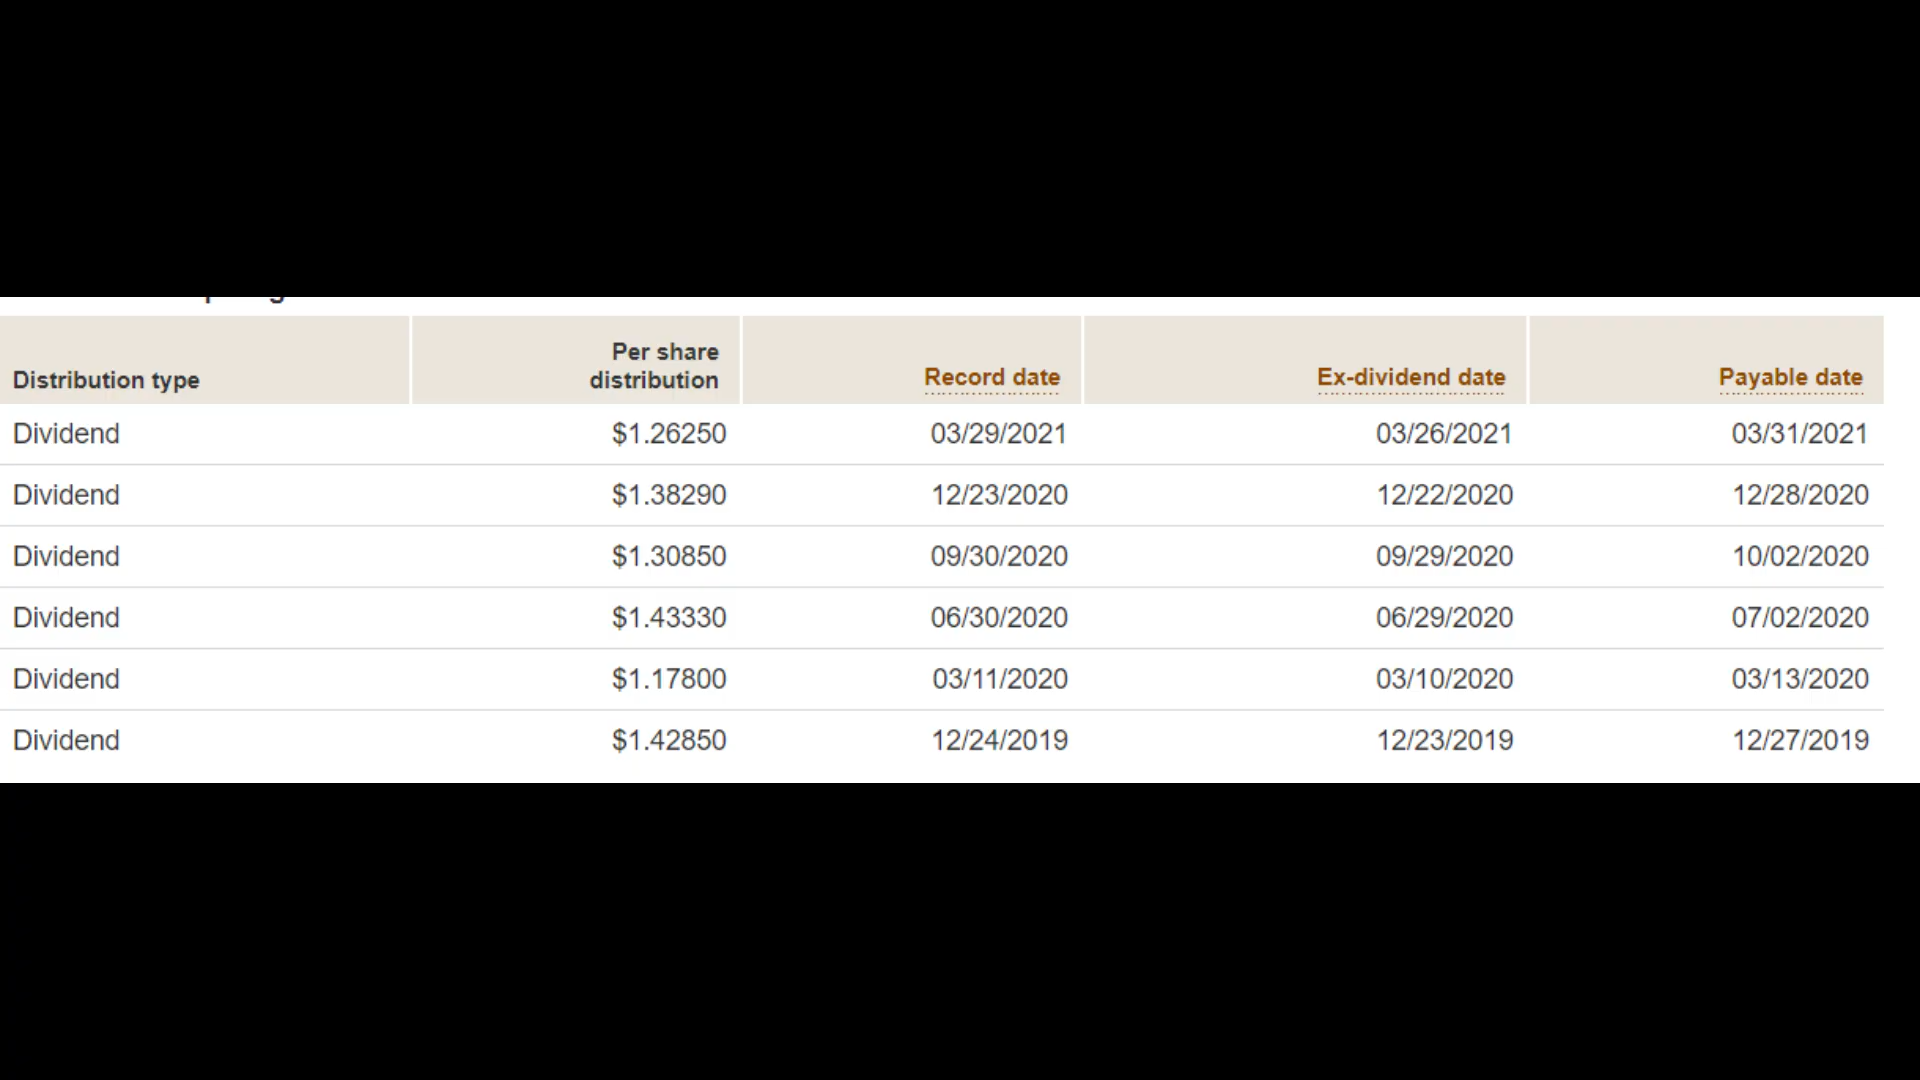 Distribution type Per share distribution Record date Ex-dividend date Payable date
Dividend $1.26250 03/29/2021 03/26/2021 03/31/2021
Dividend $1.38290 12/23/2020 12/22/2020 12/28/2020
Dividend $1.30850 09/30/2020 09/29/2020 10/02/2020
Dividend $1.43330 06/30/2020 06/29/2020 07/02/2020
Dividend $1.17800 03/11/2020 03/10/2020 03/13/2020
Dividend $1.42850 12/24/2019 12/23/2019 12/27/2019